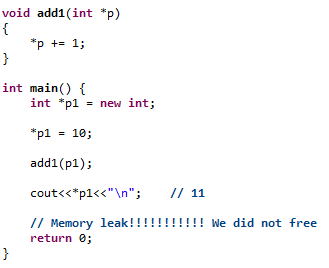 void add1(int *p)
{
    *p += 1;
}
int main() {
    int *p1 = new int;
    *p1 = 10;
    add1(p1);
    cout<<*p1<<"\n";    // 11
    // Memory leak!!!!!!!!!!! We did not free
    return 0;
}